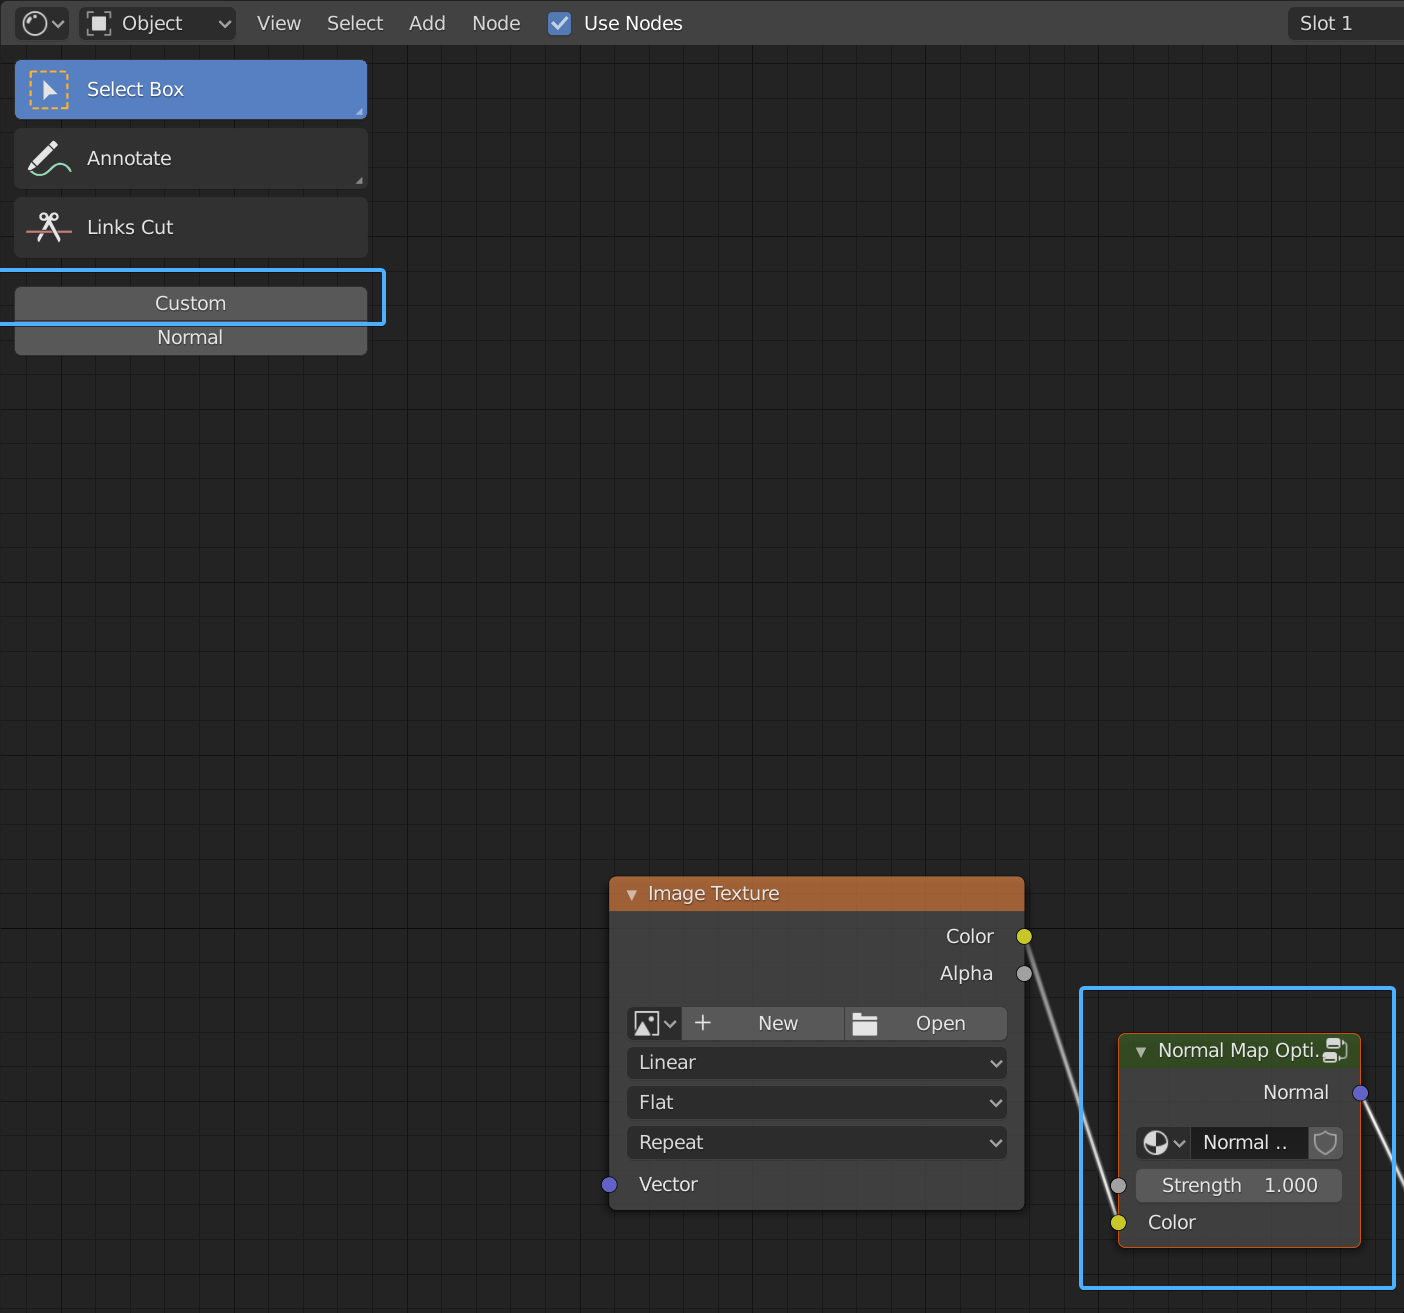 Object View Select Add Node Use Nodes Slot 1
Select Box
Annotate
Links Cut
Custom
Normal
Image Texture
Color
Alpha
New Open
Linear
Flat
Repeat
Vector
Normal Map Opti.
Normal
Normal ..
Strength 1.000
Color